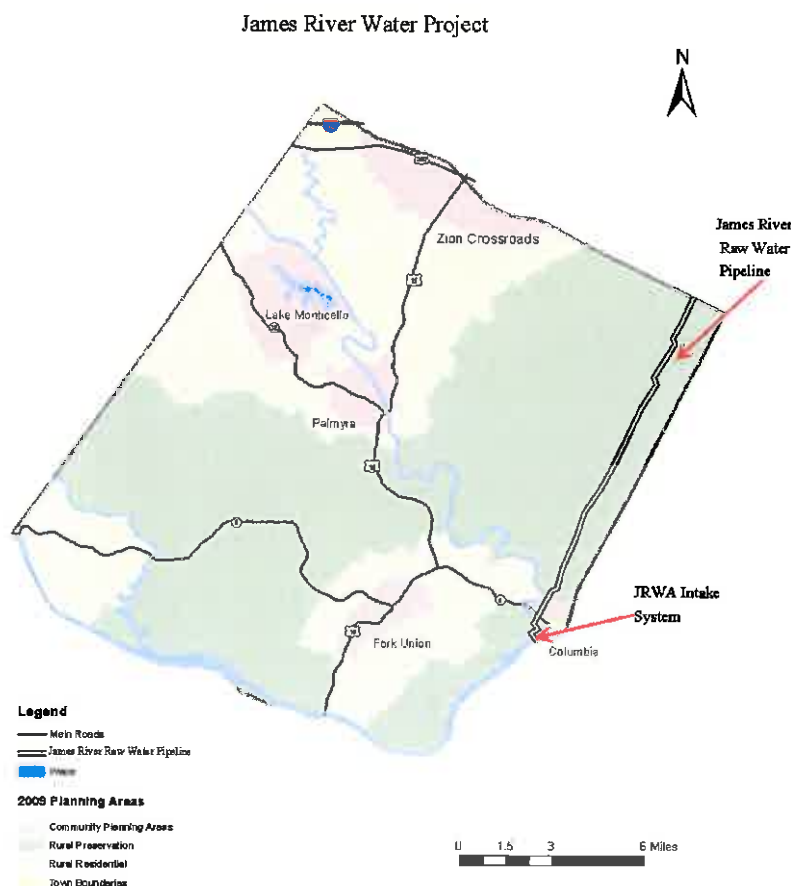 James River Water Project
N
James River
Raw Water
Pipeline
Zion Crossroads
Lake Monticello
Palmyra
JRWA Intake
System
Fork Union
Columbia
Legend
Main Roads
James River Raw Water Pipeline
2009 Planning Areas
Community Planning Areas
Rural Preservation
Rural Residential
Town Bounderies
0 1.5 3 6 Miles